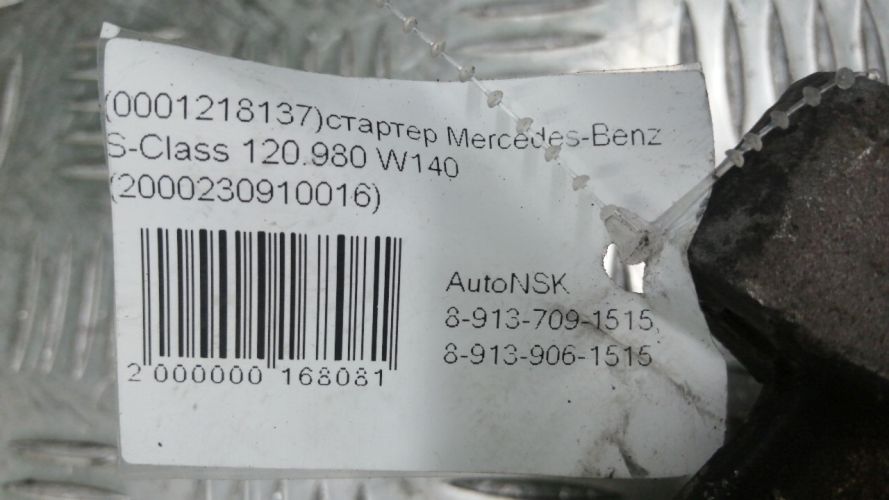 (0001218137)стартер Mercedes-Benz
S-Class 120.980 W140
(2000230910016)
AutoNSK
8-913-709-1515,
8-913-906-1515
2 000000 168081